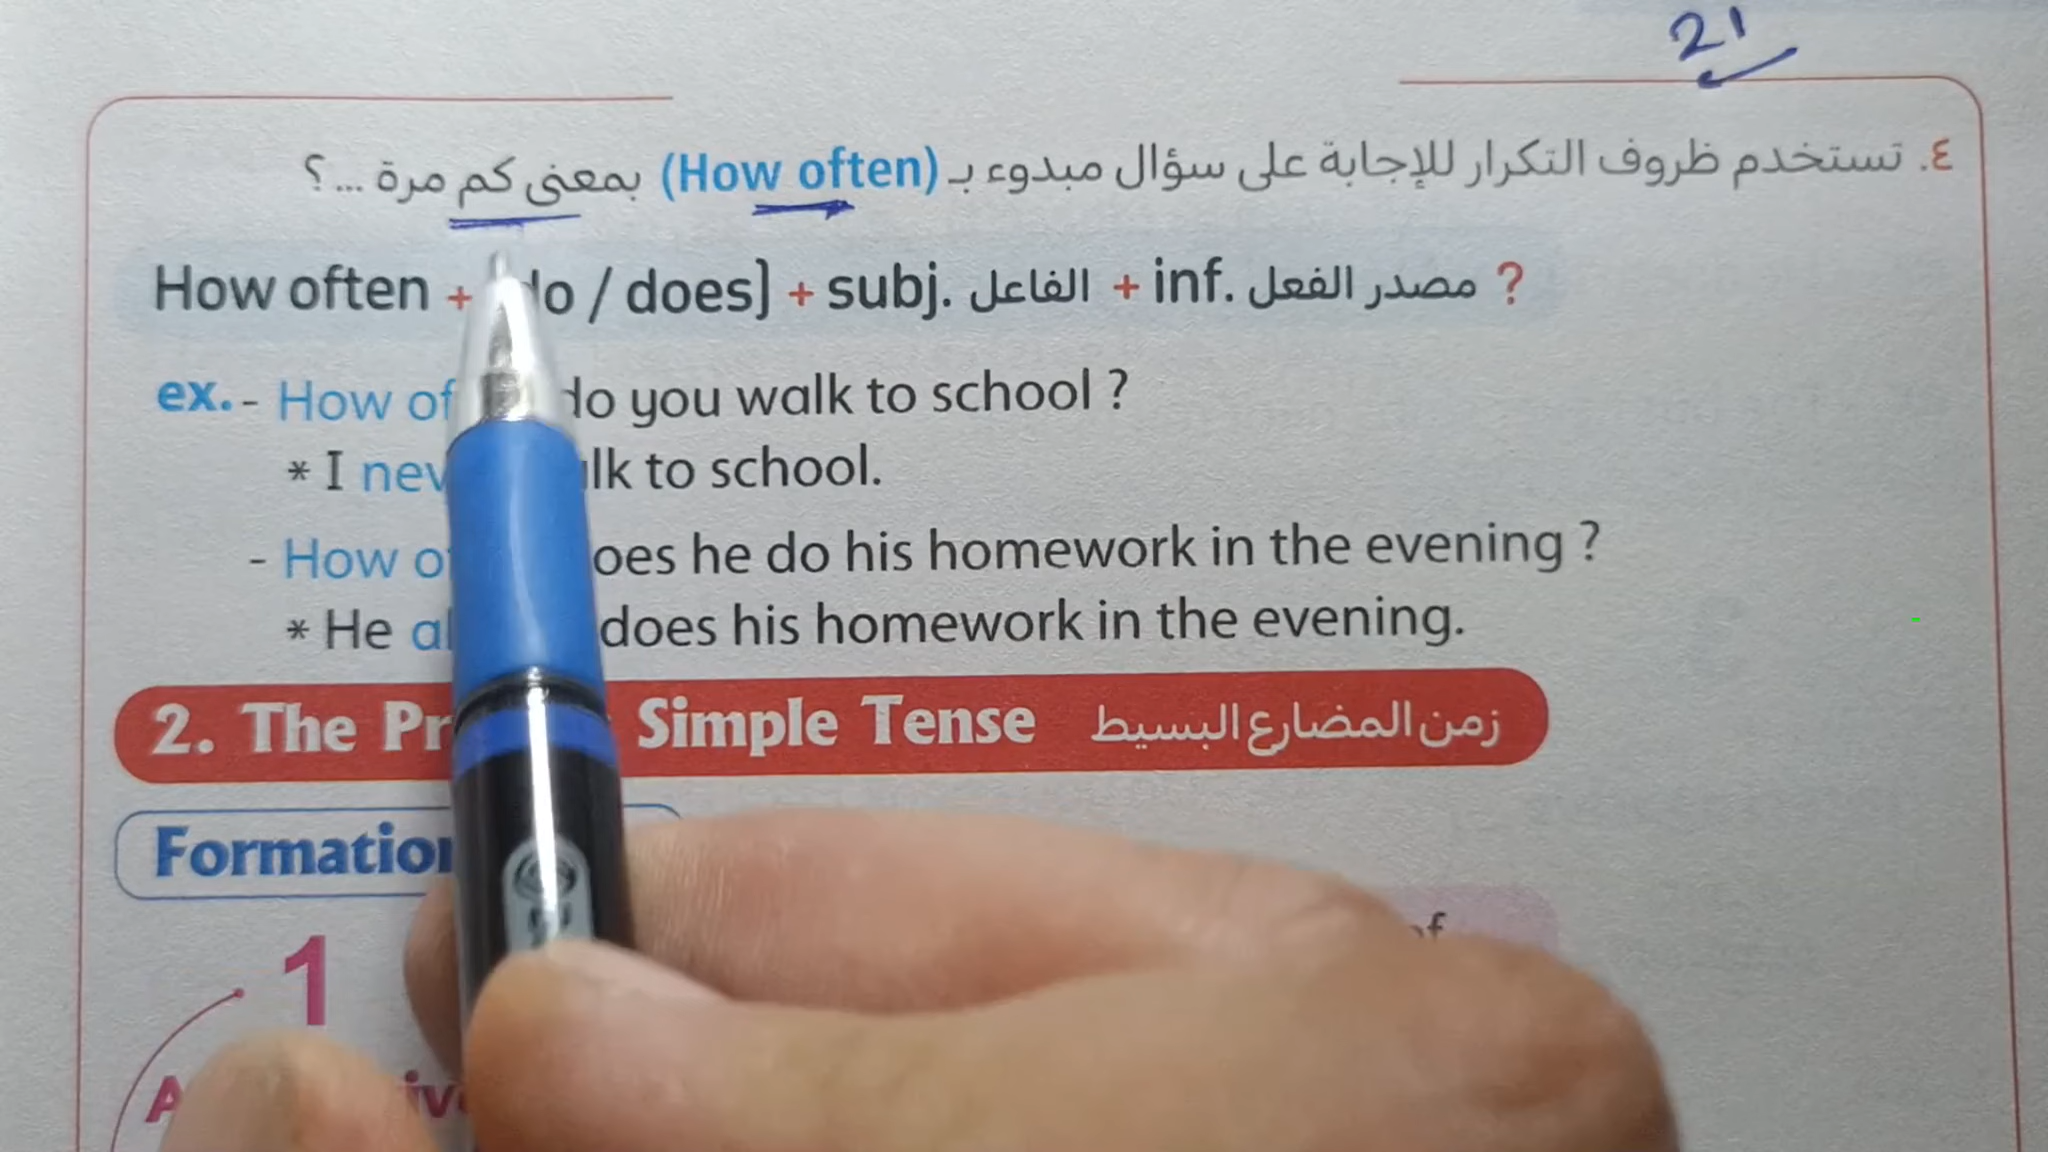 21
٤. تستخدم ظروف التكرار للإجابة على سؤال مبدوء بـ (How often) بمعنى كم مرة ...؟
How often + do / does] + subj. الفاعل + inf. مصدر الفعل ?
ex. - How of do you walk to school ?
* I nev lk to school.
- How o oes he do his homework in the evening ?
* He al does his homework in the evening.
2. The Pr Simple Tense زمن المضارع البسيط
Formation
1